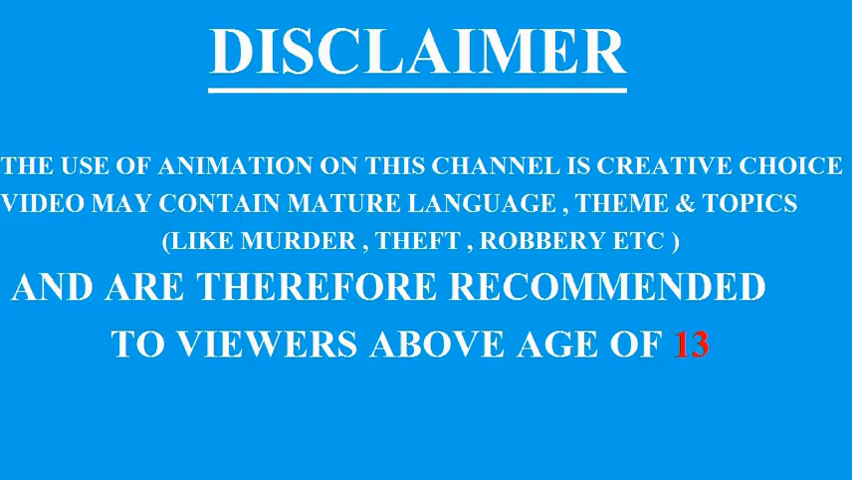 DISCLAIMER
THE USE OF ANIMATION ON THIS CHANNEL IS CREATIVE CHOICE
VIDEO MAY CONTAIN MATURE LANGUAGE , THEME & TOPICS
(LIKE MURDER , THEFT , ROBBERY ETC )
AND ARE THEREFORE RECOMMENDED
TO VIEWERS ABOVE AGE OF 13